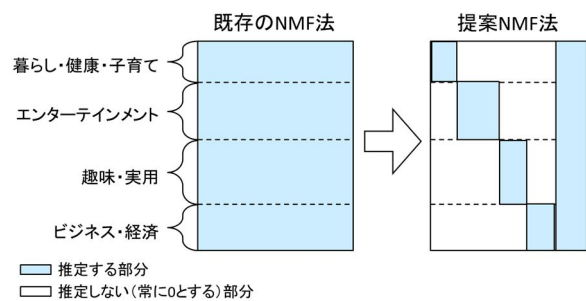 既存のNMF法
提案NMF法
暮らし・健康・子育て
エンターテインメント
趣味・実用
ビジネス・経済
推定する部分
推定しない(常に0とする)部分